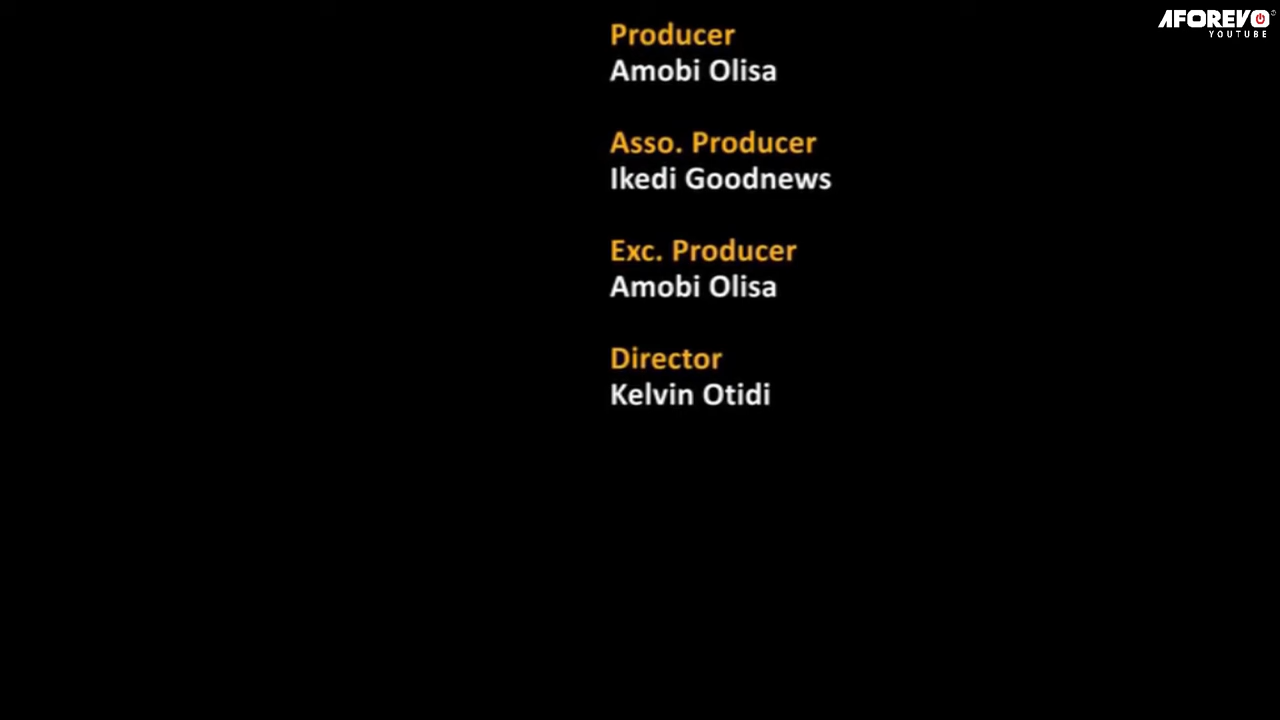 AFOREVO
YOUTUBE
Producer
Amobi Olisa
Asso. Producer
Ikedi Goodnews
Exc. Producer
Amobi Olisa
Director
Kelvin Otidi